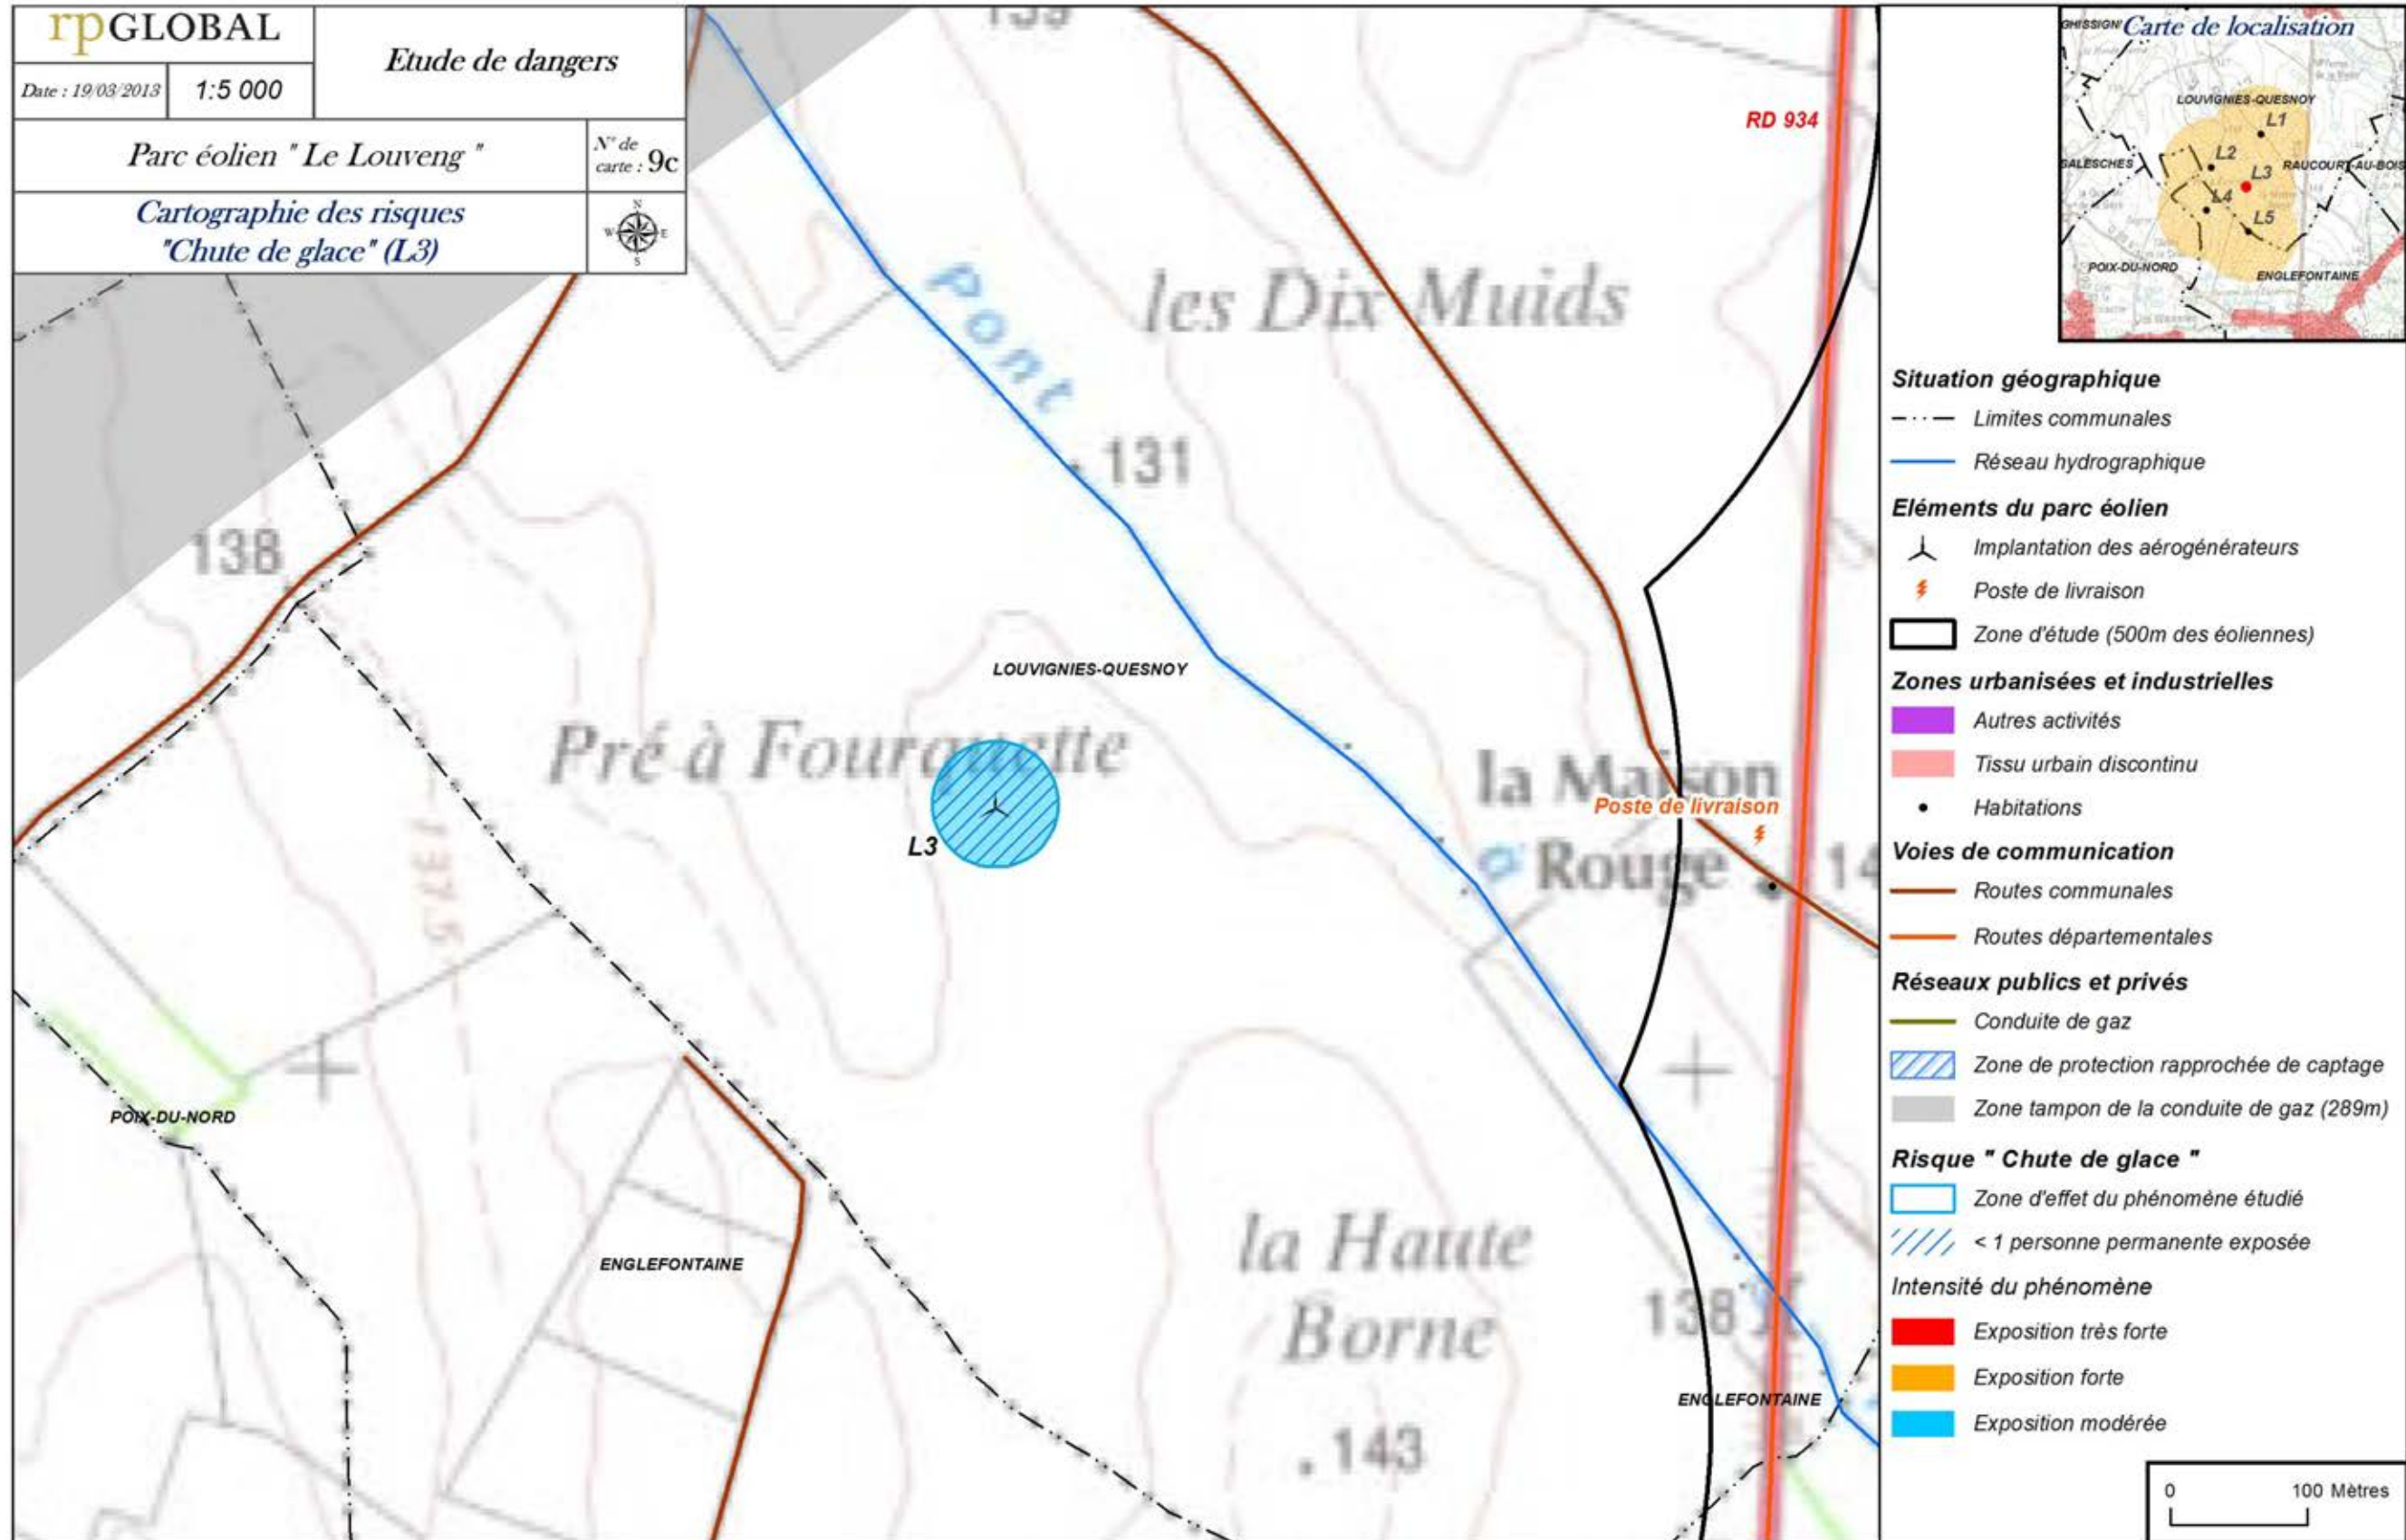 rpGLOBAL
Date : 19/03/2013
1:5 000
Etude de dangers
Parc éolien " Le Louveng "
N° de
carte : 9c
Cartographie des risques
"Chute de glace" (L3)
N
W E
S
139
RD 934
Pont
les Dix Muids
131
138
LOUVIGNIES-QUESNOY
Pré à Fourquette
L3
la Maison
Poste de livraison
Rouge
14
POIX-DU-NORD
ENGLEFONTAINE
la Haute
Borne
138
ENGLEFONTAINE
143
Carte de localisation
LOUVIGNIES-QUESNOY
L1
L2
SALESCHES
RAUCOURT-AU-BOIS
L3
L4
L5
POIX-DU-NORD
ENGLEFONTAINE
Situation géographique
Limites communales
Réseau hydrographique
Eléments du parc éolien
Implantation des aérogénérateurs
Poste de livraison
Zone d'étude (500m des éoliennes)
Zones urbanisées et industrielles
Autres activités
Tissu urbain discontinu
Habitations
Voies de communication
Routes communales
Routes départementales
Réseaux publics et privés
Conduite de gaz
Zone de protection rapprochée de captage
Zone tampon de la conduite de gaz (289m)
Risque " Chute de glace "
Zone d'effet du phénomène étudié
< 1 personne permanente exposée
Intensité du phénomène
Exposition très forte
Exposition forte
Exposition modérée
0 100 Mètres